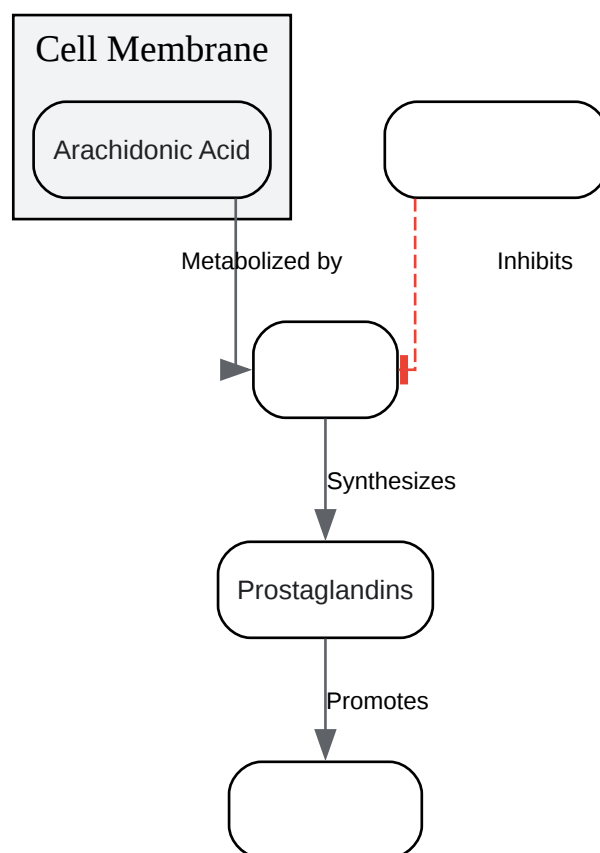 Cell Membrane
Arachidonic Acid
Metabolized by
Inhibits
Synthesizes
Prostaglandins
Promotes